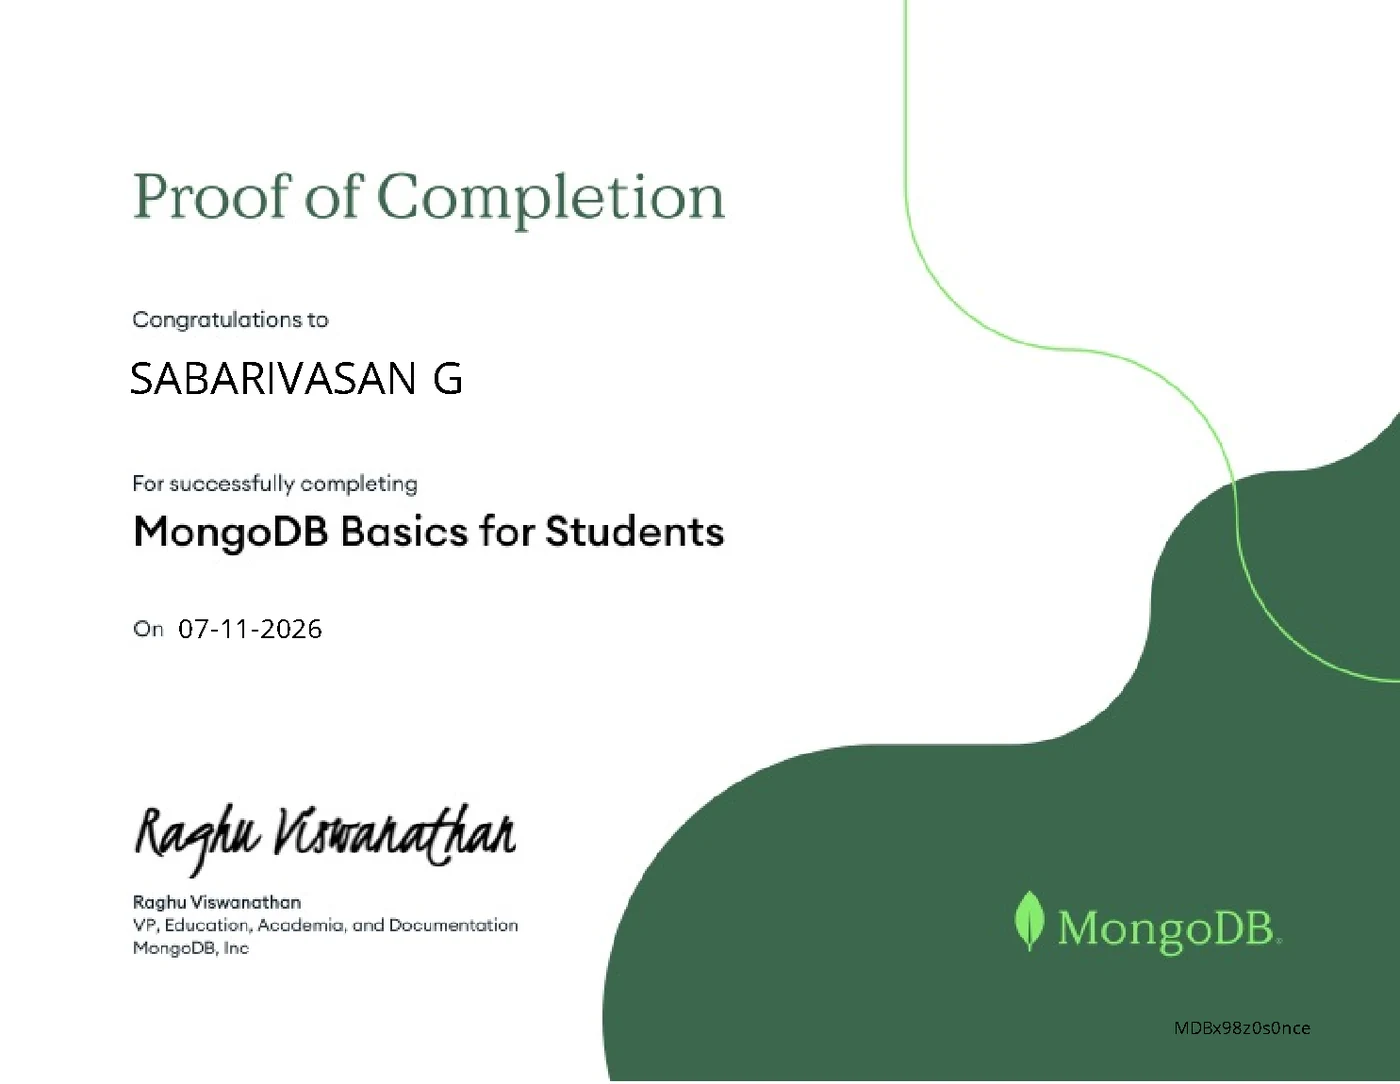 Proof of Completion
Congratulations to
SABARIVASAN G
For successfully completing
MongoDB Basics for Students
On 07-11-2026
Raghu Viswanathan
Raghu Viswanathan
VP, Education, Academia, and Documentation
MongoDB, Inc
MongoDB®
MDBx98z0s0nce